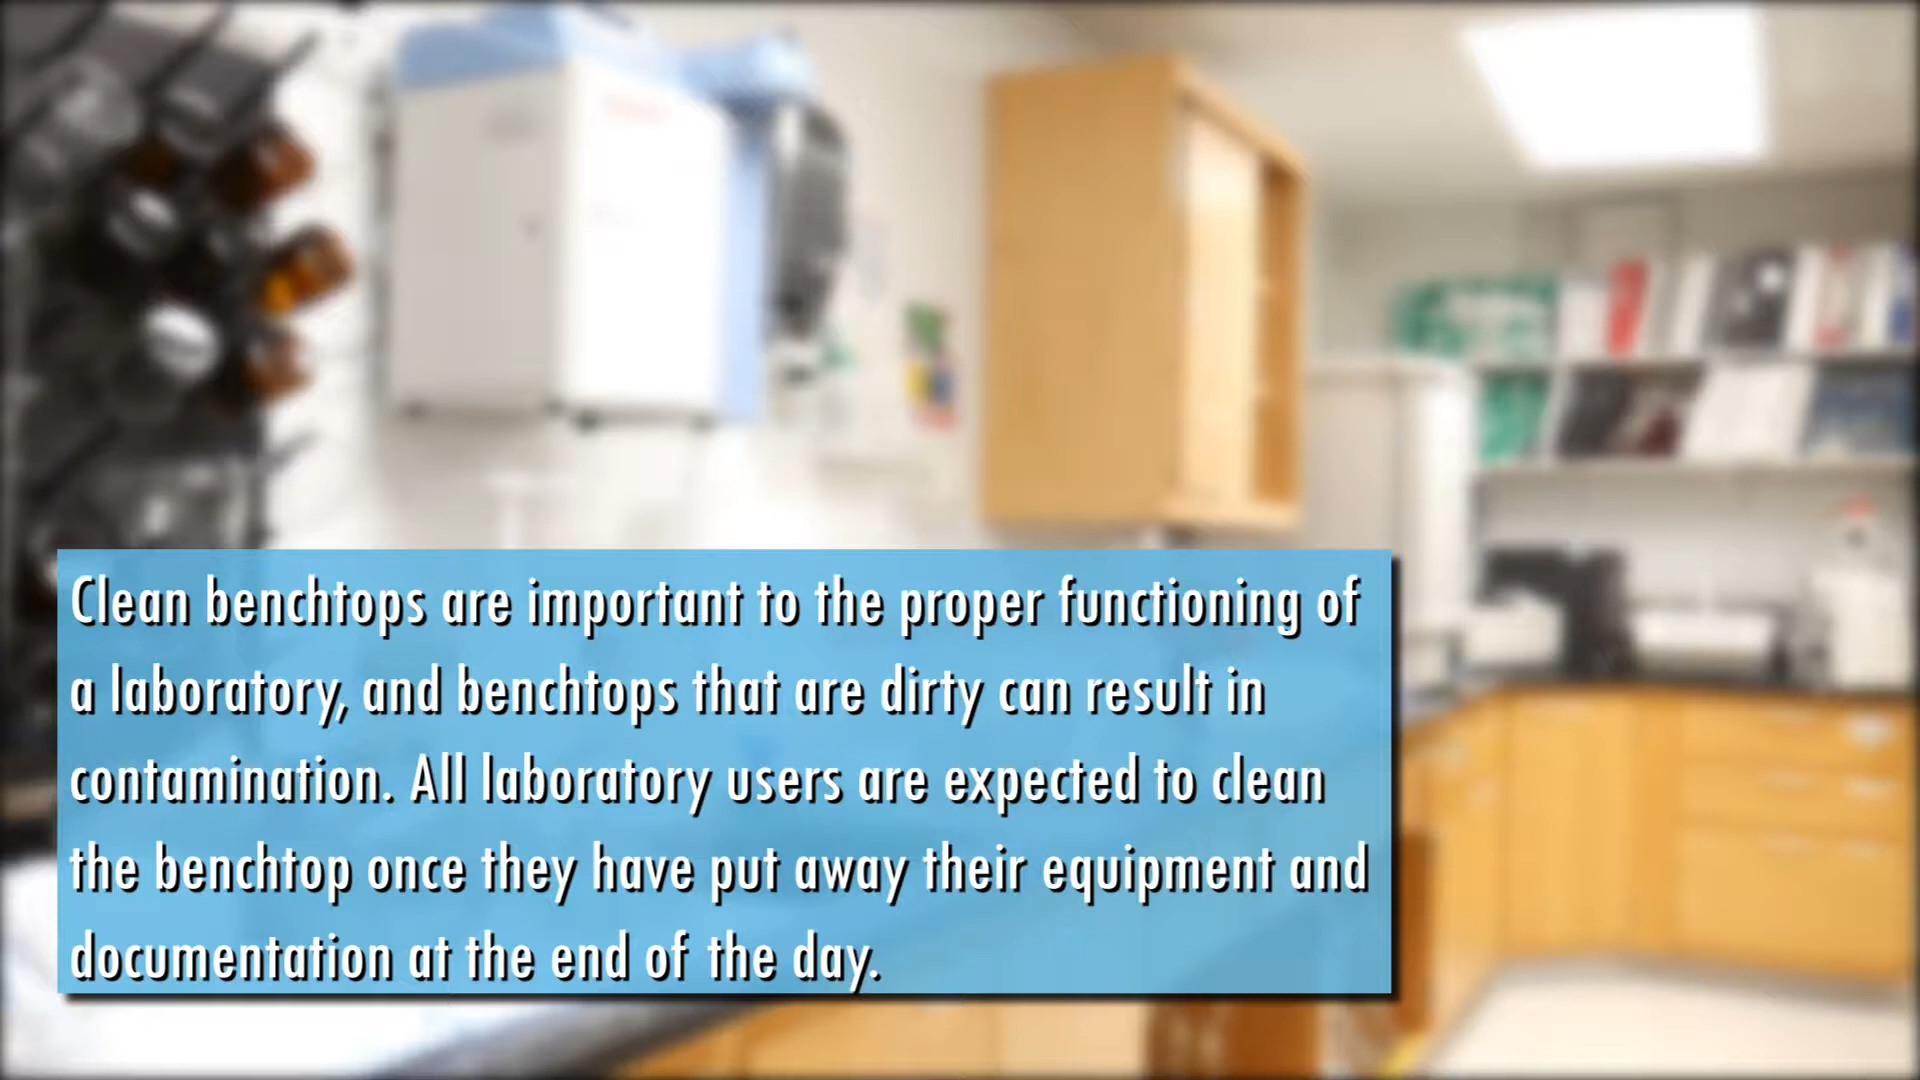 Clean benchtops are important to the proper functioning of
a laboratory, and benchtops that are dirty can result in
contamination. All laboratory users are expected to clean
the benchtop once they have put away their equipment and
documentation at the end of the day.